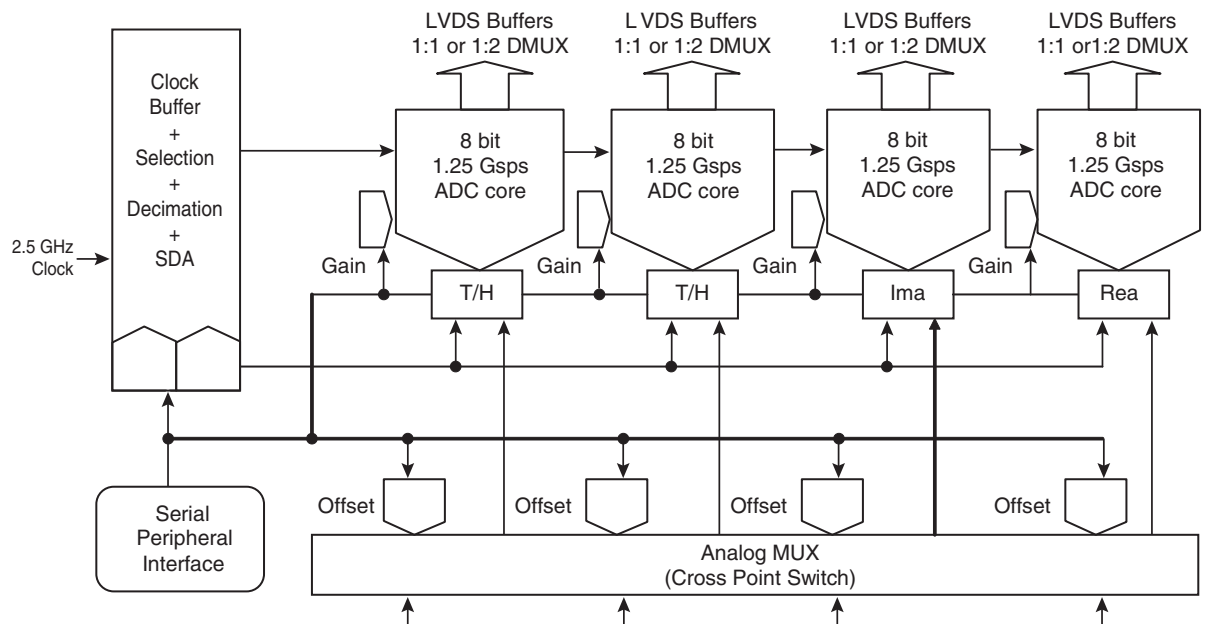 LVDS Buffers
1:1 or 1:2 DMUX
LVDS Buffers
1:1 or 1:2 DMUX
LVDS Buffers
1:1 or 1:2 DMUX
LVDS Buffers
1:1 or1:2 DMUX
Clock
Buffer
+
Selection
+
Decimation
+
SDA
8 bit
1.25 Gsps
ADC core
8 bit
1.25 Gsps
ADC core
8 bit
1.25 Gsps
ADC core
8 bit
1.25 Gsps
ADC core
2.5 GHz
Clock
Gain
Gain
Gain
Gain
T/H
T/H
Ima
Rea
Serial
Peripheral
Interface
Offset
Offset
Offset
Offset
Analog MUX
(Cross Point Switch)